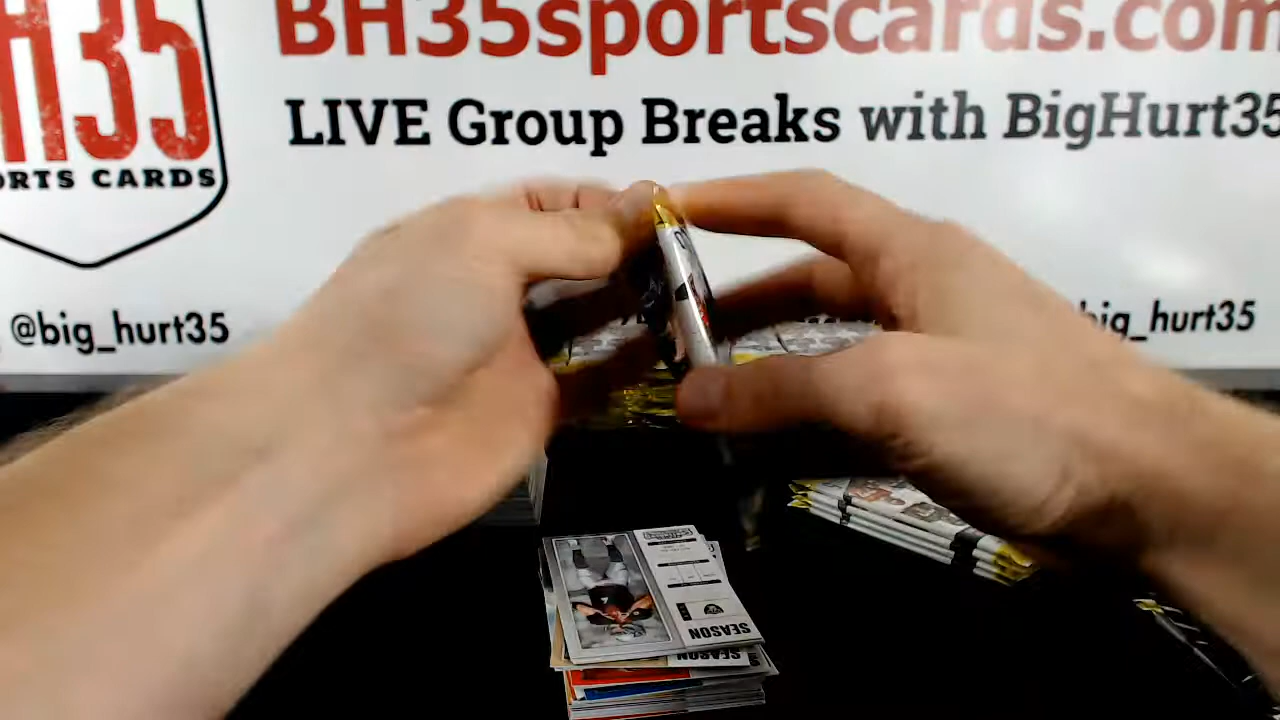 H35
ORTS CARDS
BH35sportscards.com
LIVE Group Breaks with BigHurt35
@big_hurt35
big_hurt35
SEASON
SEASON